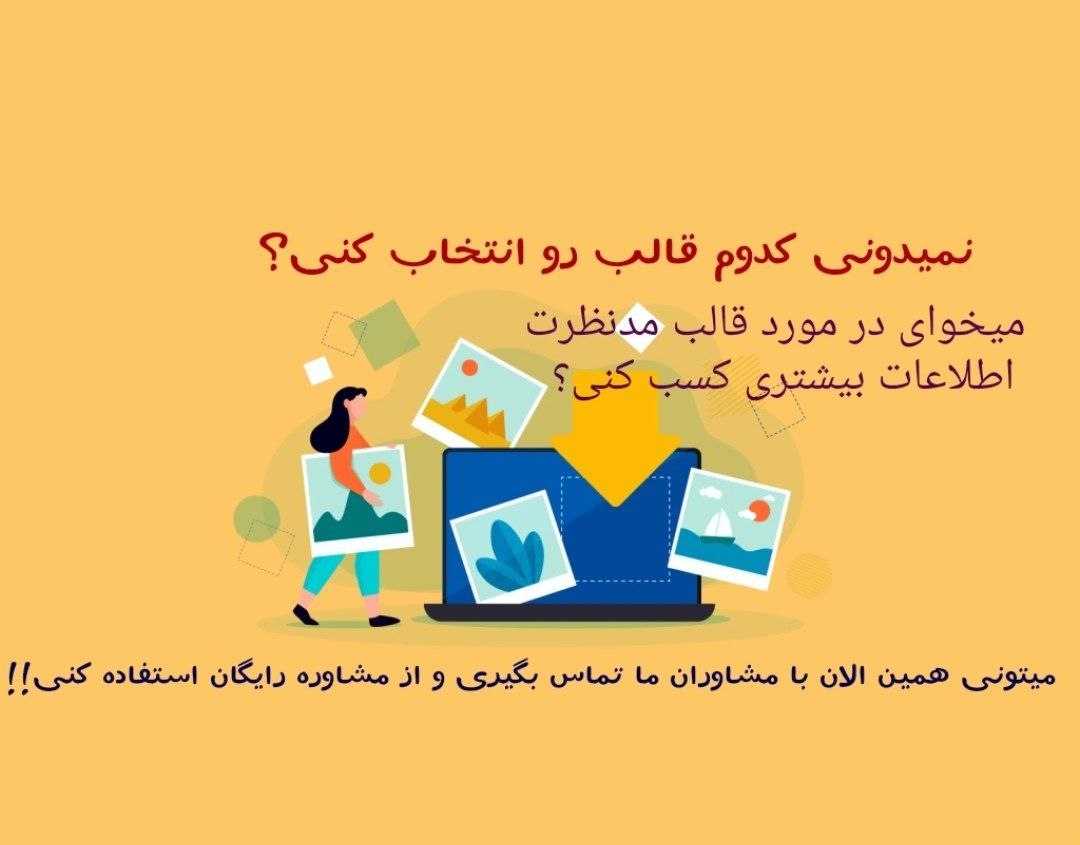 نمیدونی کدوم قالب رو انتخاب کنی؟
میخوای در مورد قالب مدنظرت
اطلاعات بیشتری کسب کنی؟
میتونی همین الان با مشاوران ما تماس بگیری و از مشاوره رایگان استفاده کنی!!